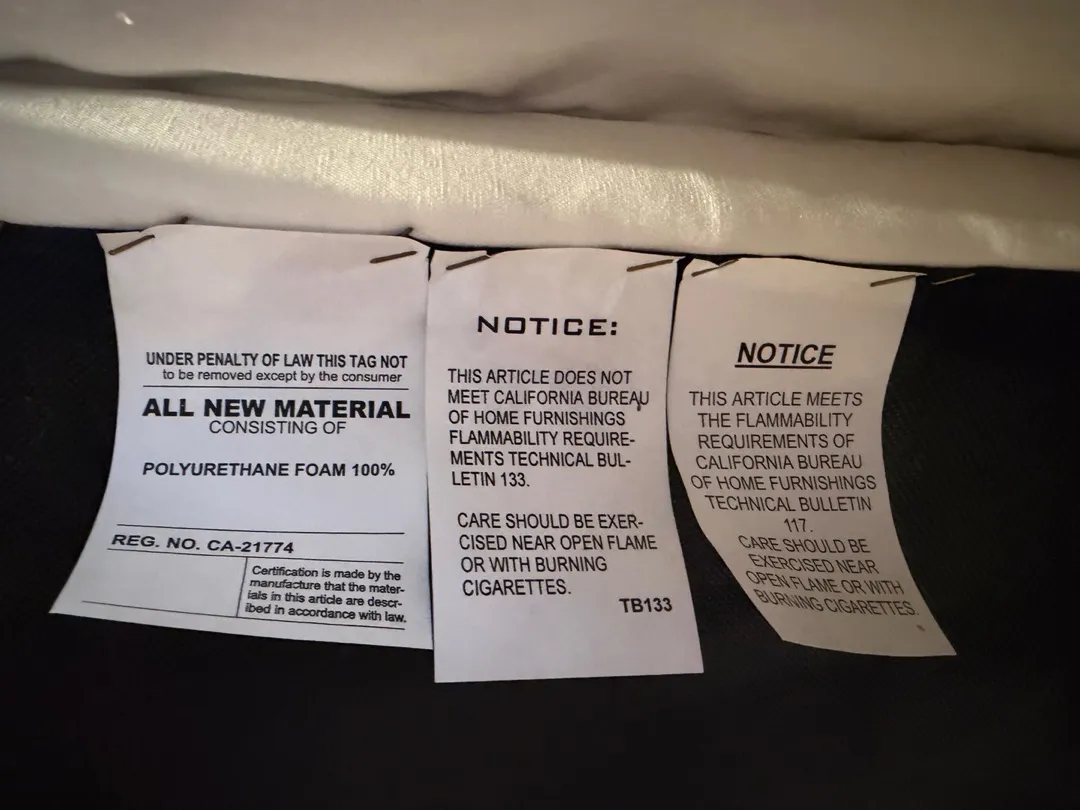 UNDER PENALTY OF LAW THIS TAG NOT
to be removed except by the consumer
ALL NEW MATERIAL
CONSISTING OF
POLYURETHANE FOAM 100%
REG. NO. CA-21774
Certification is made by the
manufacture that the mater-
ials in this article are descr-
ibed in accordance with law.
NOTICE:
THIS ARTICLE DOES NOT
MEET CALIFORNIA BUREAU
OF HOME FURNISHINGS
FLAMMABILITY REQUIRE-
MENTS TECHNICAL BUL-
LETIN 133.
CARE SHOULD BE EXER-
CISED NEAR OPEN FLAME
OR WITH BURNING
CIGARETTES.
TB133
NOTICE
THIS ARTICLE MEETS
THE FLAMMABILITY
REQUIREMENTS OF
CALIFORNIA BUREAU
OF HOME FURNISHINGS
TECHNICAL BULLETIN
117.
CARE SHOULD BE
EXERCISED NEAR
OPEN FLAME OR WITH
BURNING CIGARETTES.